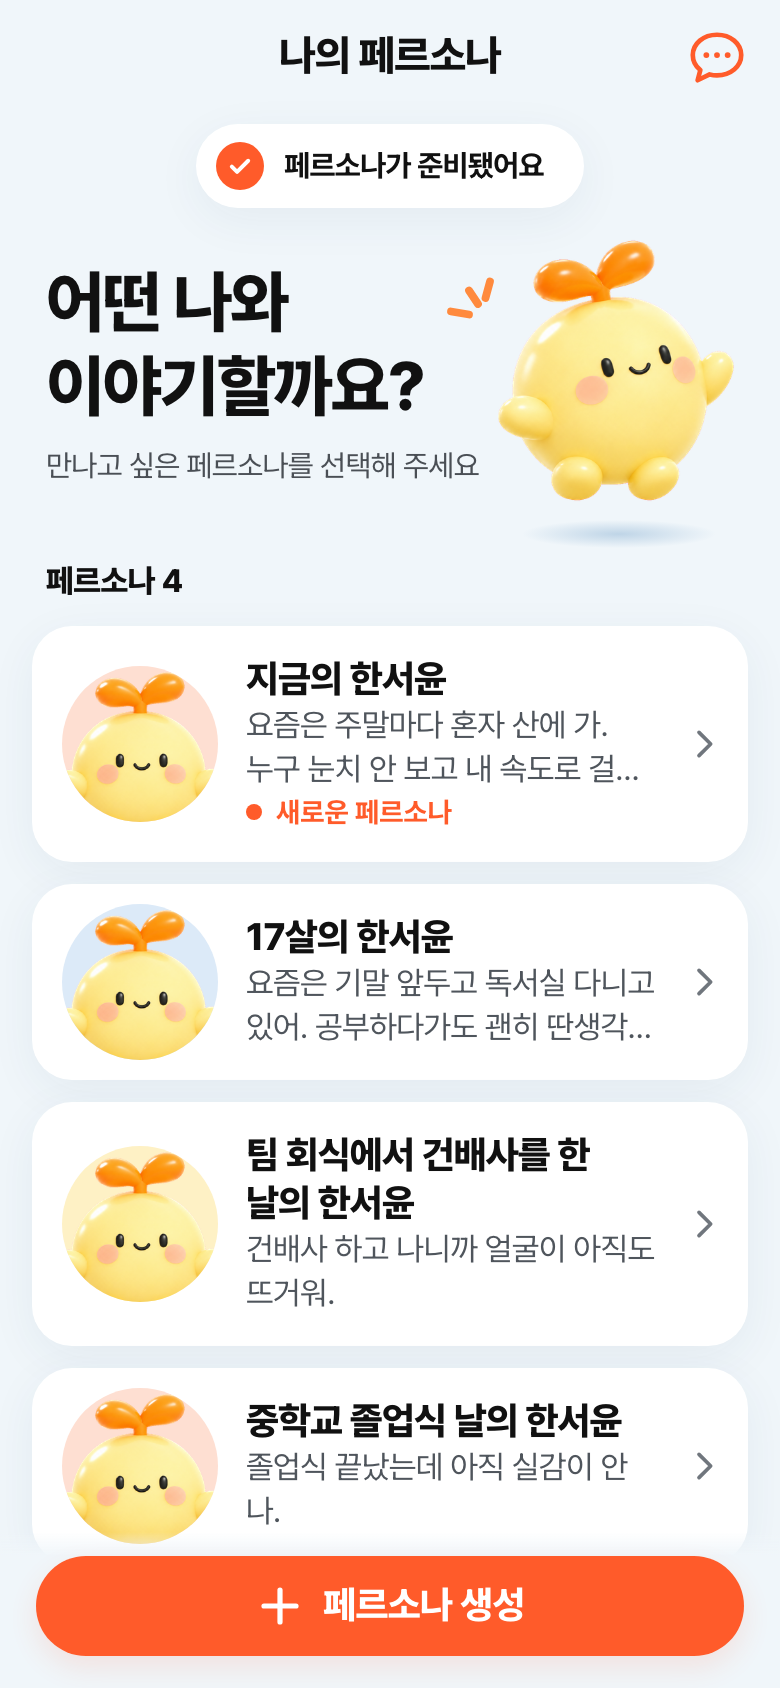 나의 페르소나
페르소나가 준비됐어요
어떤 나와
이야기할까요?
만나고 싶은 페르소나를 선택해 주세요
페르소나 4
지금의 한서윤
요즘은 주말마다 혼자 산에 가.
누구 눈치 안 보고 내 속도로 걸...
새로운 페르소나
17살의 한서윤
요즘은 기말 앞두고 독서실 다니고
있어. 공부하다가도 괜히 딴생각...
팀 회식에서 건배사를 한
날의 한서윤
건배사 하고 나니까 얼굴이 아직도
뜨거워.
중학교 졸업식 날의 한서윤
졸업식 끝났는데 아직 실감이 안
나.
페르소나 생성